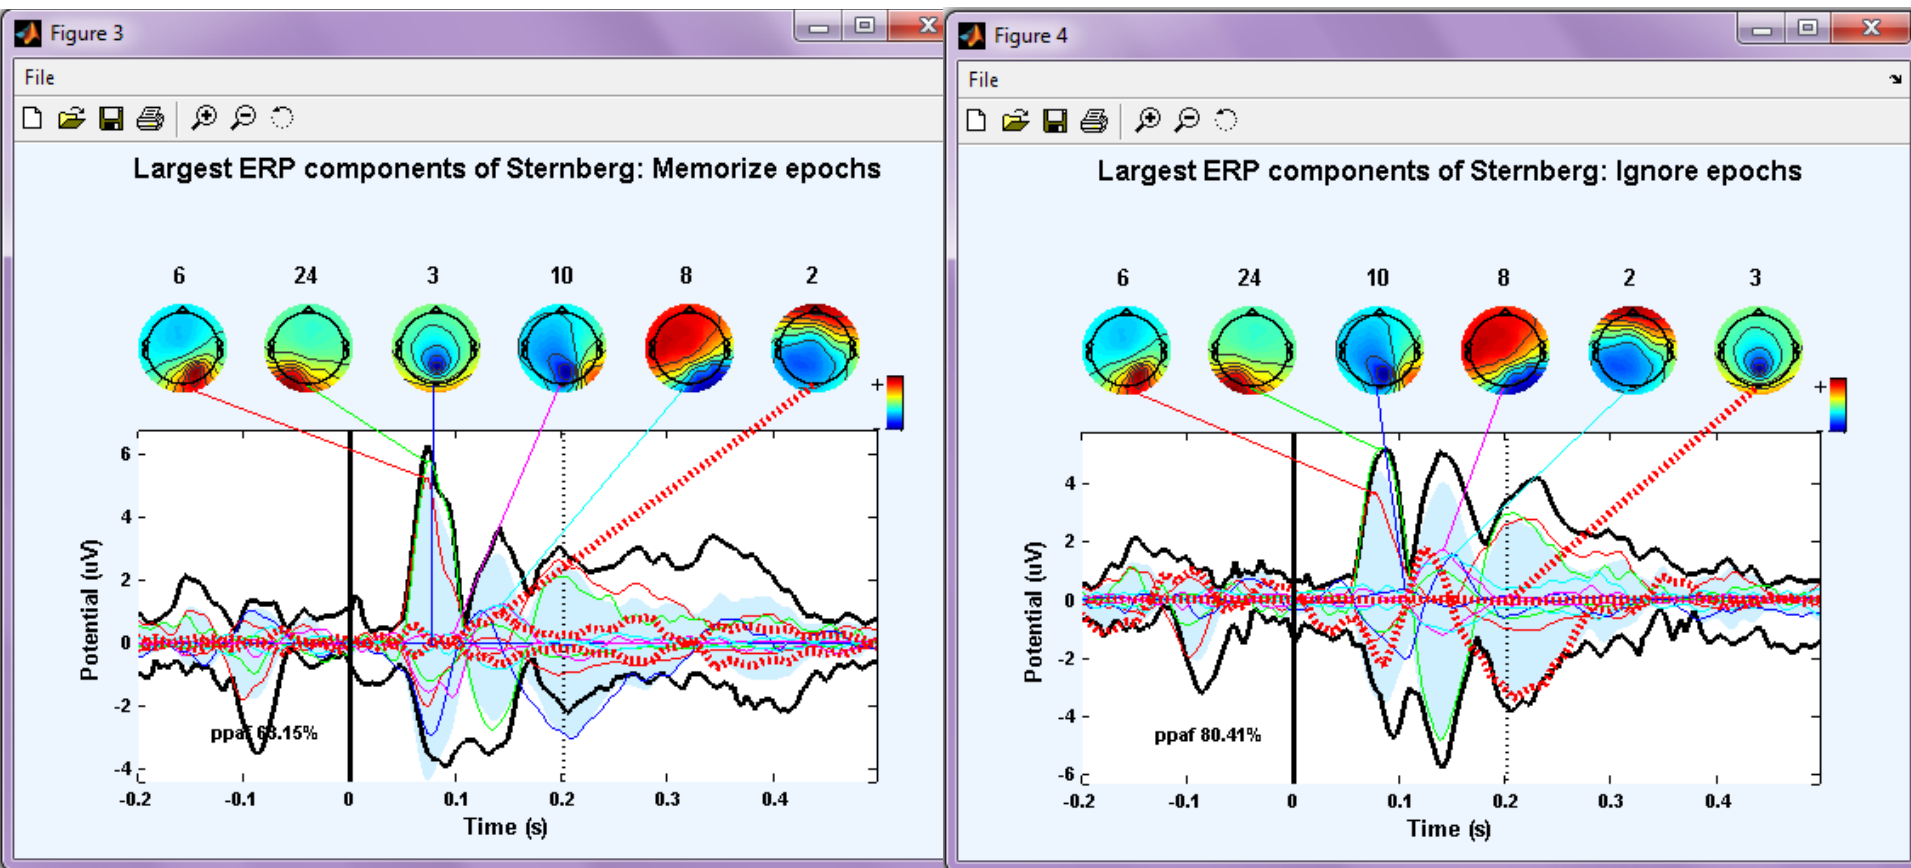 Figure 3
File
Largest ERP components of Sternberg: Memorize epochs
6 24 3 10 8 2
+
-
6
4
2
0
-2
-4
Potential (uV)
ppaf 63.15%
-0.2 -0.1 0 0.1 0.2 0.3 0.4
Time (s)
Figure 4
File
Largest ERP components of Sternberg: Ignore epochs
6 24 10 8 2 3
+
-
4
2
0
-2
-4
-6
Potential (uV)
ppaf 80.41%
-0.2 -0.1 0 0.1 0.2 0.3 0.4
Time (s)